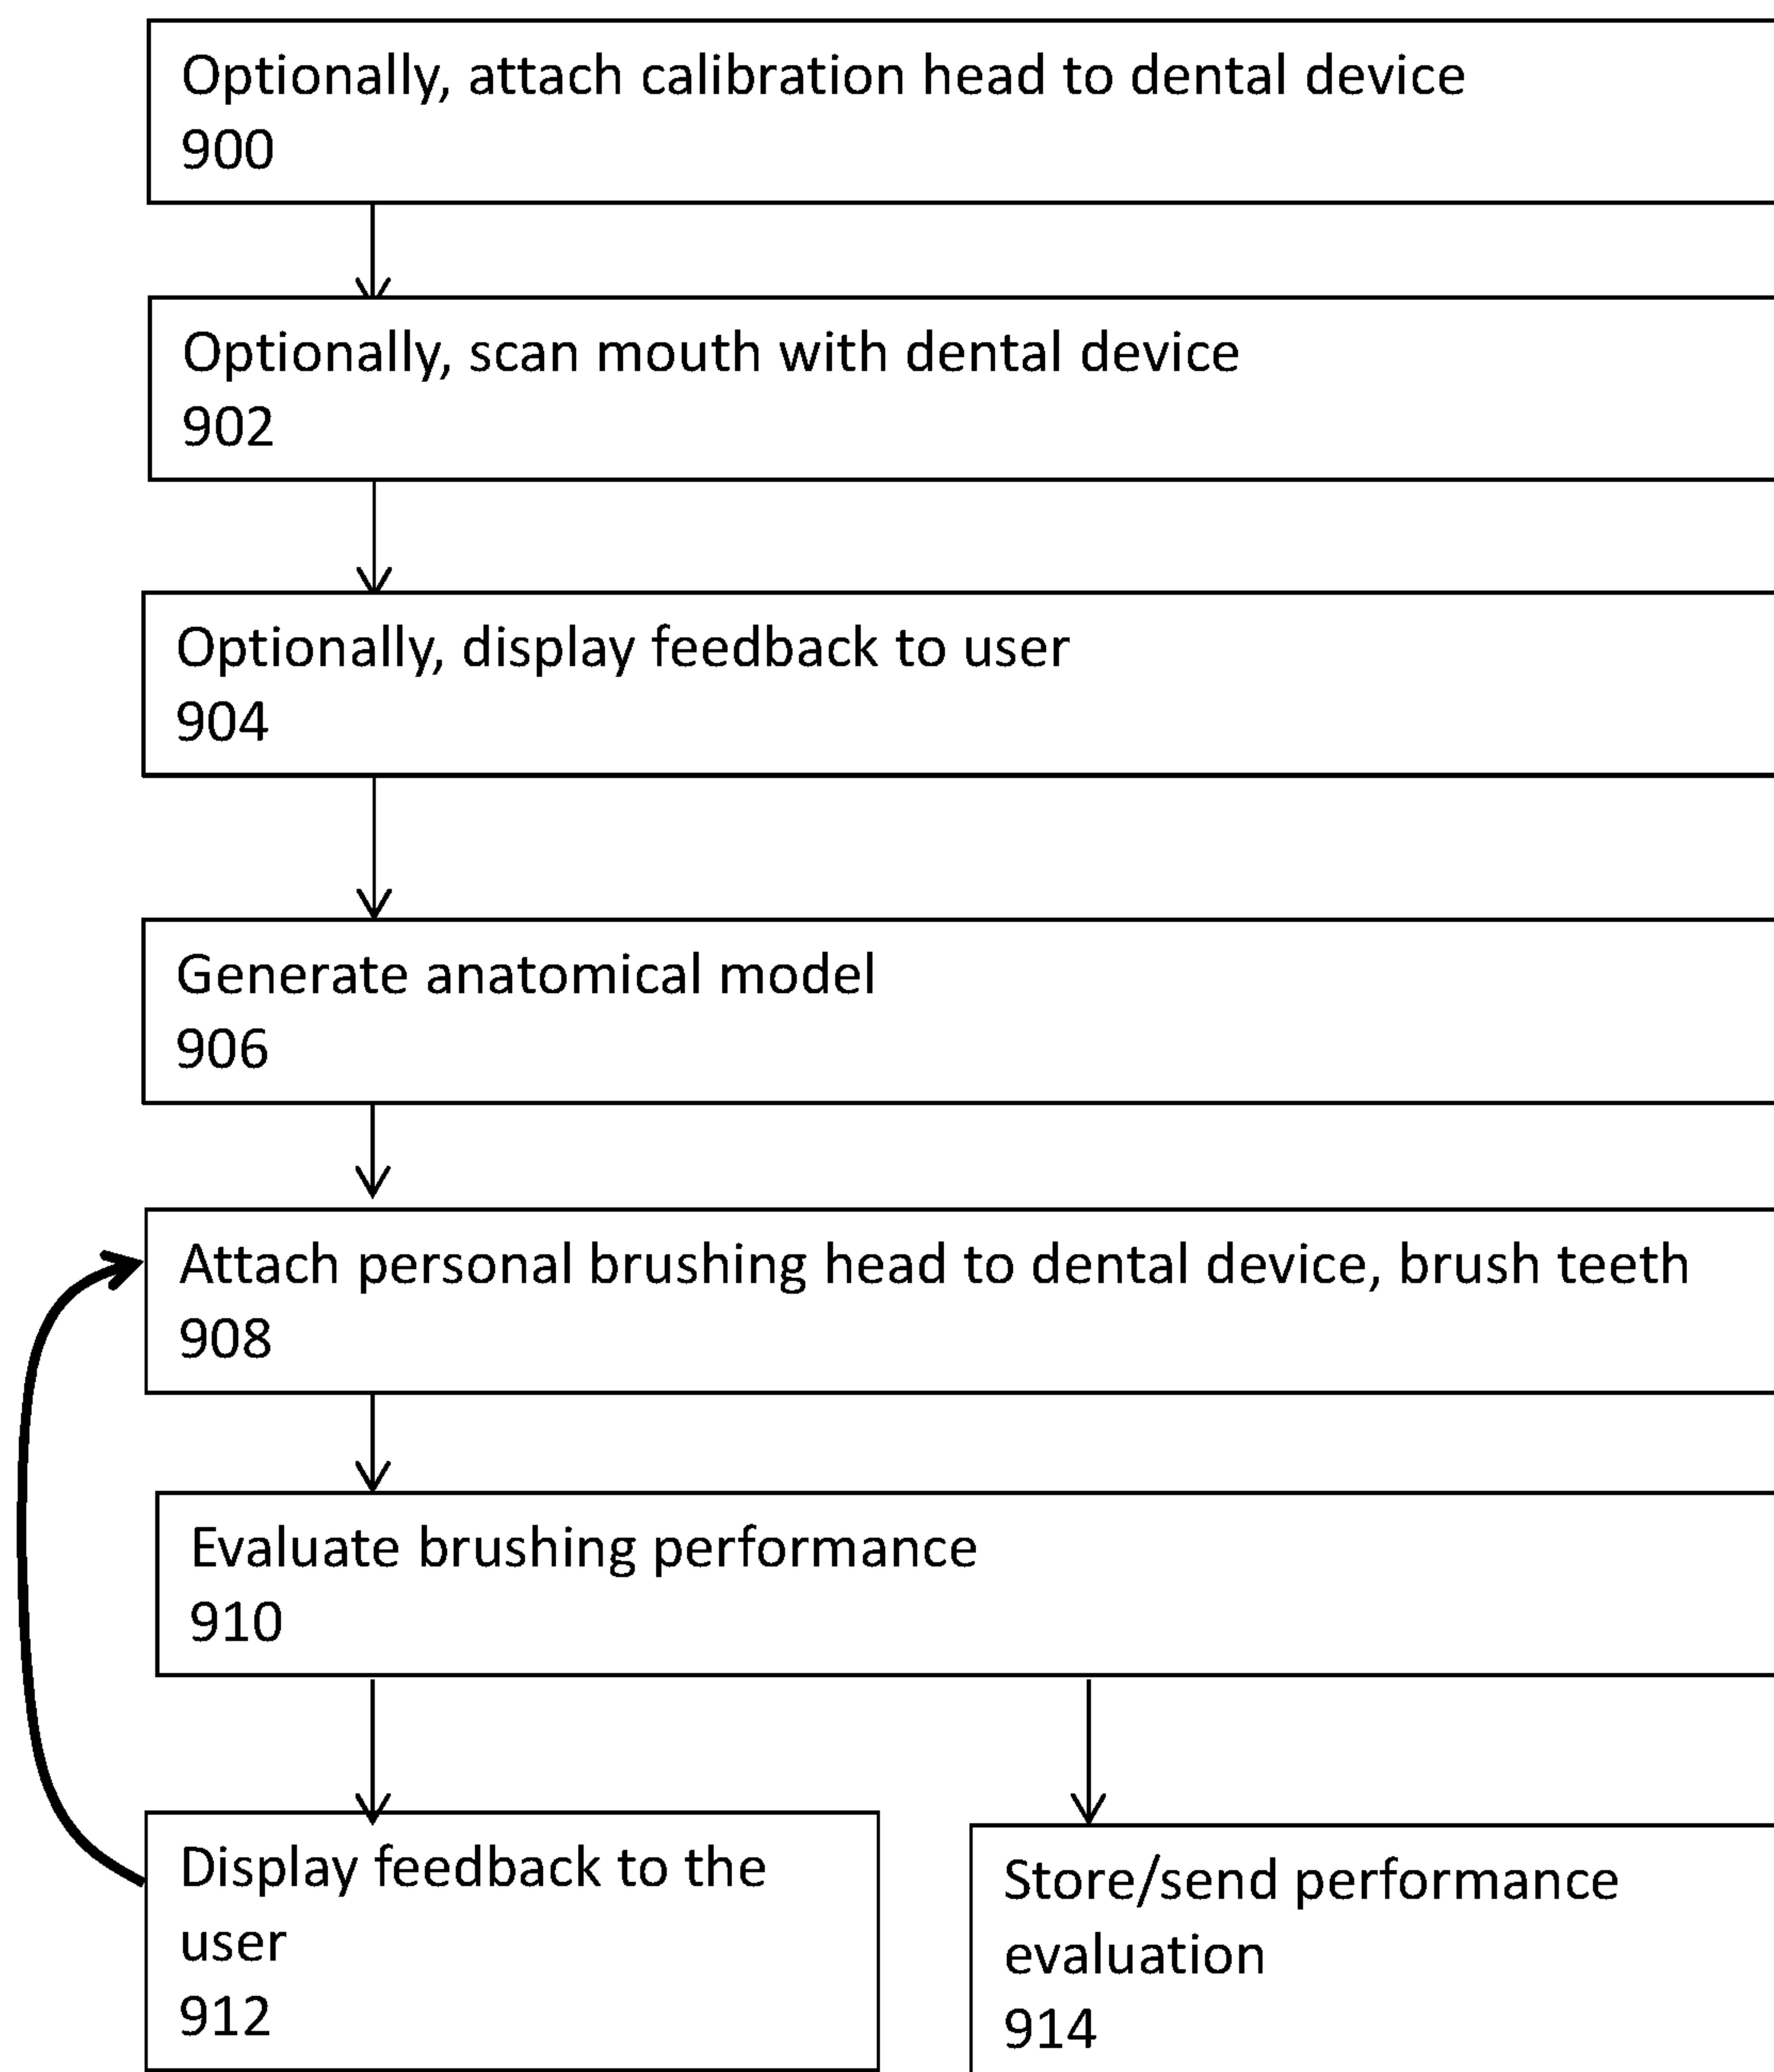 Optionally, attach calibration head to dental device
900
Optionally, scan mouth with dental device
902
Optionally, display feedback to user
904
Generate anatomical model
906
Attach personal brushing head to dental device, brush teeth
908
Evaluate brushing performance
910
Display feedback to the
user
912
Store/send performance
evaluation
914